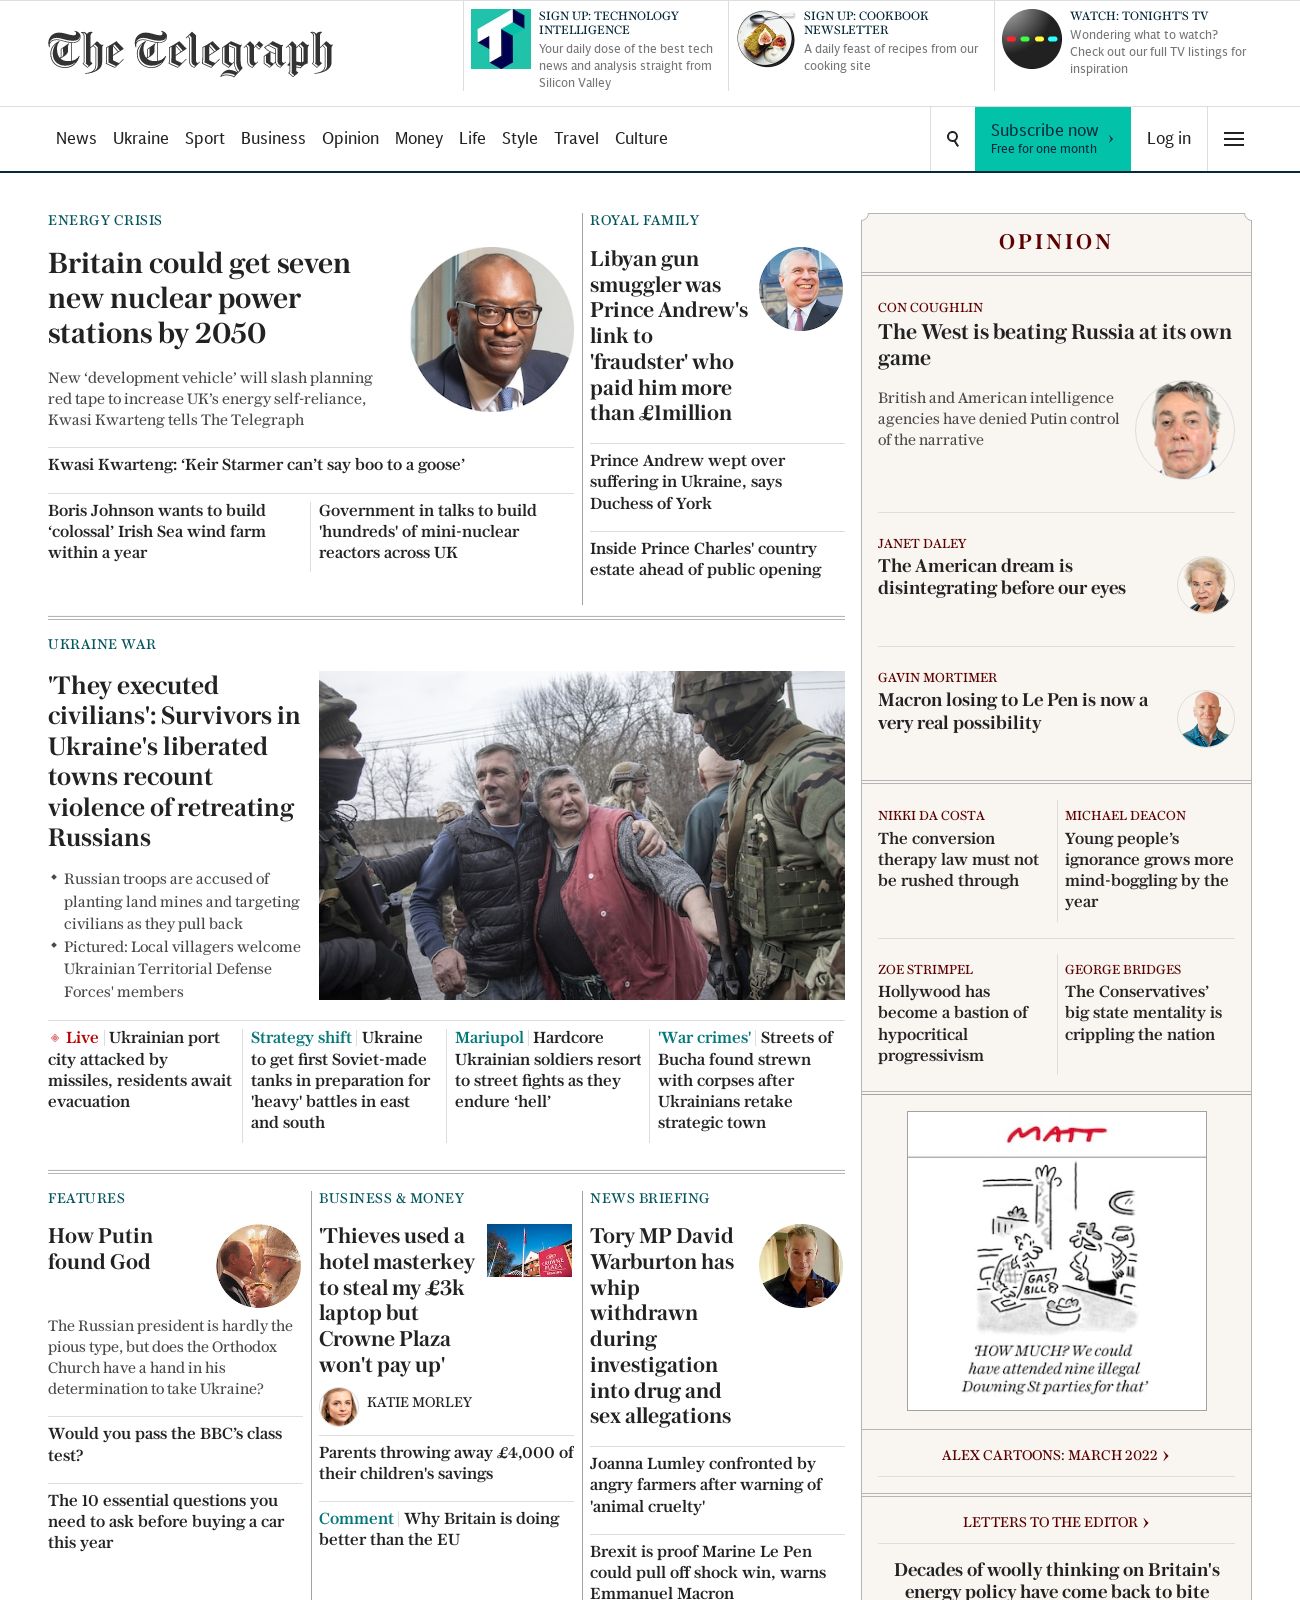 The Telegraph
SIGN UP: TECHNOLOGY
INTELLIGENCE
Your daily dose of the best tech
news and analysis straight from
Silicon Valley
SIGN UP: COOKBOOK
NEWSLETTER
A daily feast of recipes from our
cooking site
WATCH: TONIGHT'S TV
Wondering what to watch?
Check out our full TV listings for
inspiration
News Ukraine Sport Business Opinion Money Life Style Travel Culture
Subscribe now ›
Free for one month
Log in
ENERGY CRISIS
Britain could get seven
new nuclear power
stations by 2050
New ‘development vehicle’ will slash planning
red tape to increase UK’s energy self-reliance,
Kwasi Kwarteng tells The Telegraph
Kwasi Kwarteng: ‘Keir Starmer can’t say boo to a goose’
Boris Johnson wants to build
‘colossal’ Irish Sea wind farm
within a year
Government in talks to build
'hundreds' of mini-nuclear
reactors across UK
ROYAL FAMILY
Libyan gun
smuggler was
Prince Andrew's
link to
'fraudster' who
paid him more
than £1million
Prince Andrew wept over
suffering in Ukraine, says
Duchess of York
Inside Prince Charles' country
estate ahead of public opening
UKRAINE WAR
'They executed
civilians': Survivors in
Ukraine's liberated
towns recount
violence of retreating
Russians
Russian troops are accused of
planting land mines and targeting
civilians as they pull back
Pictured: Local villagers welcome
Ukrainian Territorial Defense
Forces' members
Live Ukrainian port
city attacked by
missiles, residents await
evacuation
Strategy shift Ukraine
to get first Soviet-made
tanks in preparation for
'heavy' battles in east
and south
Mariupol Hardcore
Ukrainian soldiers resort
to street fights as they
endure ‘hell’
'War crimes' Streets of
Bucha found strewn
with corpses after
Ukrainians retake
strategic town
FEATURES
How Putin
found God
The Russian president is hardly the
pious type, but does the Orthodox
Church have a hand in his
determination to take Ukraine?
Would you pass the BBC’s class
test?
The 10 essential questions you
need to ask before buying a car
this year
BUSINESS & MONEY
'Thieves used a
hotel masterkey
to steal my £3k
laptop but
Crowne Plaza
won't pay up'
KATIE MORLEY
Parents throwing away £4,000 of
their children's savings
Comment Why Britain is doing
better than the EU
NEWS BRIEFING
Tory MP David
Warburton has
whip
withdrawn
during
investigation
into drug and
sex allegations
Joanna Lumley confronted by
angry farmers after warning of
'animal cruelty'
Brexit is proof Marine Le Pen
could pull off shock win, warns
Emmanuel Macron
OPINION
CON COUGHLIN
The West is beating Russia at its own
game
British and American intelligence
agencies have denied Putin control
of the narrative
JANET DALEY
The American dream is
disintegrating before our eyes
GAVIN MORTIMER
Macron losing to Le Pen is now a
very real possibility
NIKKI DA COSTA
The conversion
therapy law must not
be rushed through
MICHAEL DEACON
Young people’s
ignorance grows more
mind-boggling by the
year
ZOE STRIMPEL
Hollywood has
become a bastion of
hypocritical
progressivism
GEORGE BRIDGES
The Conservatives’
big state mentality is
crippling the nation
MATT
GAS
BILL
‘HOW MUCH? We could
have attended nine illegal
Downing St parties for that’
ALEX CARTOONS: MARCH 2022 ›
LETTERS TO THE EDITOR ›
Decades of woolly thinking on Britain's
energy policy have come back to bite